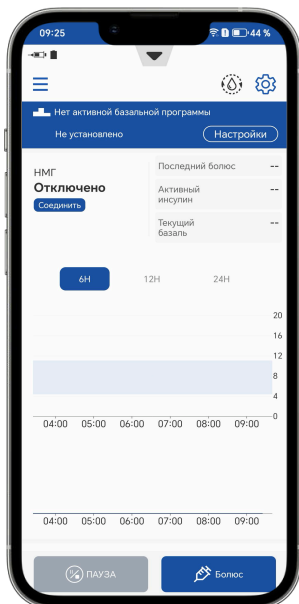 09:25 44 %
Нет активной базальной программы
Не установлено Настройки
НМГ
Отключено
Соединить
Последний болюс --
Активный инсулин --
Текущий базаль --
6H 12H 24H
20
16
12
8
4
0
04:00 05:00 06:00 07:00 08:00 09:00
04:00 05:00 06:00 07:00 08:00 09:00
ПАУЗА Болюс